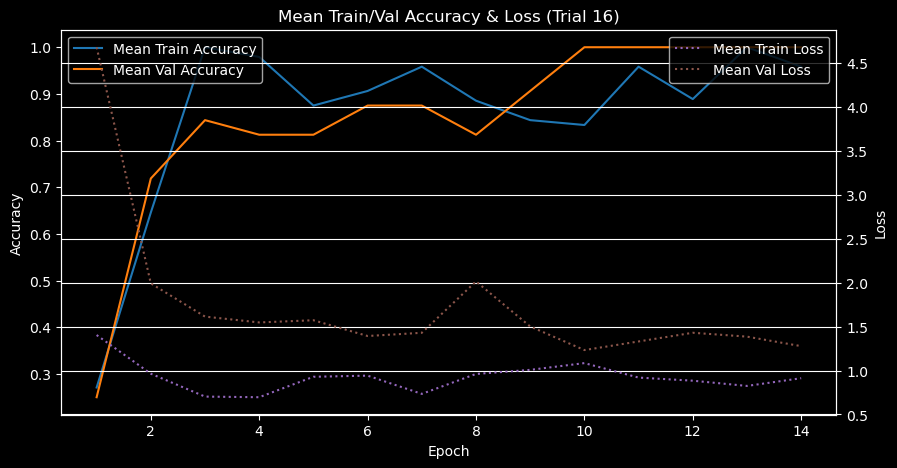 Mean Train/Val Accuracy & Loss (Trial 16)
Mean Train Accuracy
Mean Val Accuracy
Mean Train Loss
Mean Val Loss
1.0
0.9
0.8
0.7
0.6
0.5
0.4
0.3
Accuracy
4.5
4.0
3.5
3.0
2.5
2.0
1.5
1.0
0.5
Loss
2 4 6 8 10 12 14
Epoch